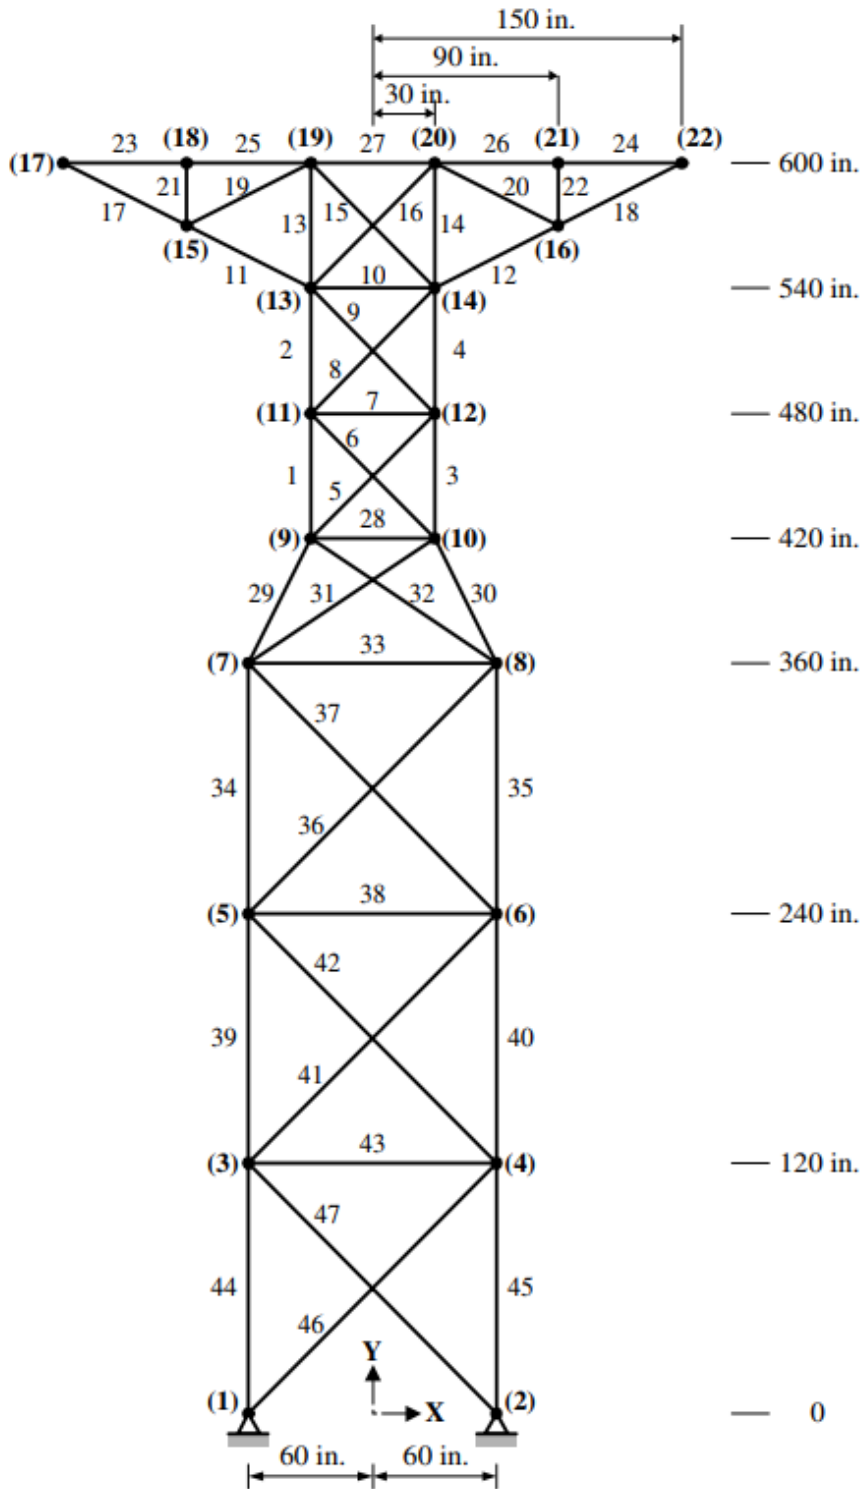 150 in.
90 in.
30 in.
23 (18) 25 (19) 27 (20) 26 (21) 24 (22)
(17) 600 in.
21 19 15 16 20 22
17 13 14 18
(15) (16)
11 10 12
(13) (14) 540 in.
9
2 4
8
7
(11) (12) 480 in.
6
1 3
5
28
(9) (10) 420 in.
29 31 32 30
33
(7) (8) 360 in.
37
34 35
36
38
(5) (6) 240 in.
42
39 40
41
43
(3) (4) 120 in.
47
44 45
46
Y
(1) X (2) 0
60 in. 60 in.